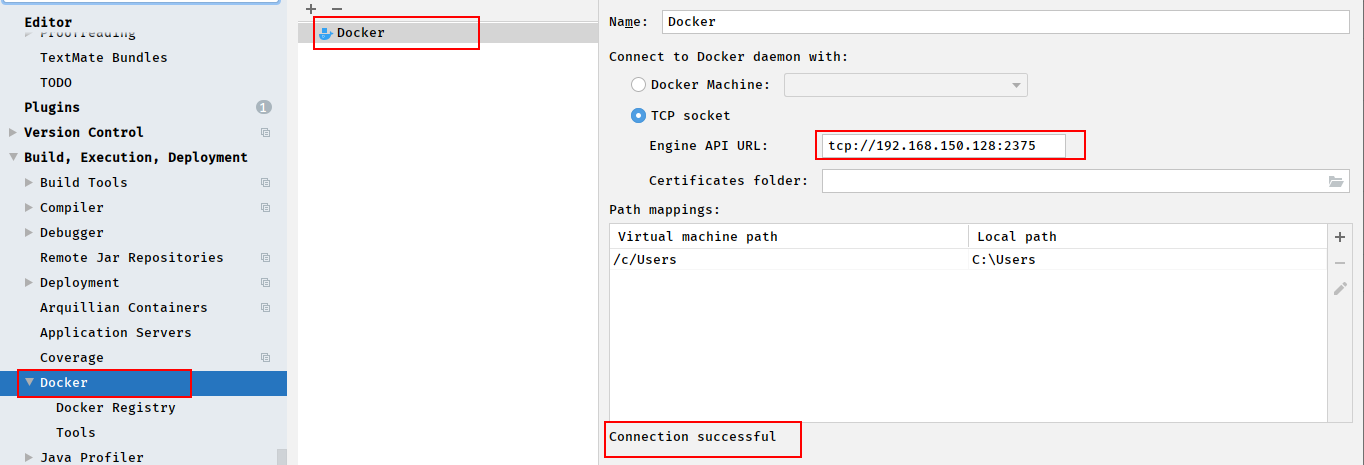 Editor
Proofreading
TextMate Bundles
TODO
Plugins
1
Version Control
Build, Execution, Deployment
Build Tools
Compiler
Debugger
Remote Jar Repositories
Deployment
Arquillian Containers
Application Servers
Coverage
Docker
Docker Registry
Tools
Java Profiler
Docker
Name: Docker
Connect to Docker daemon with:
Docker Machine:
TCP socket
Engine API URL: tcp://192.168.150.128:2375
Certificates folder:
Path mappings:
Virtual machine path Local path
/c/Users C:\Users
Connection successful